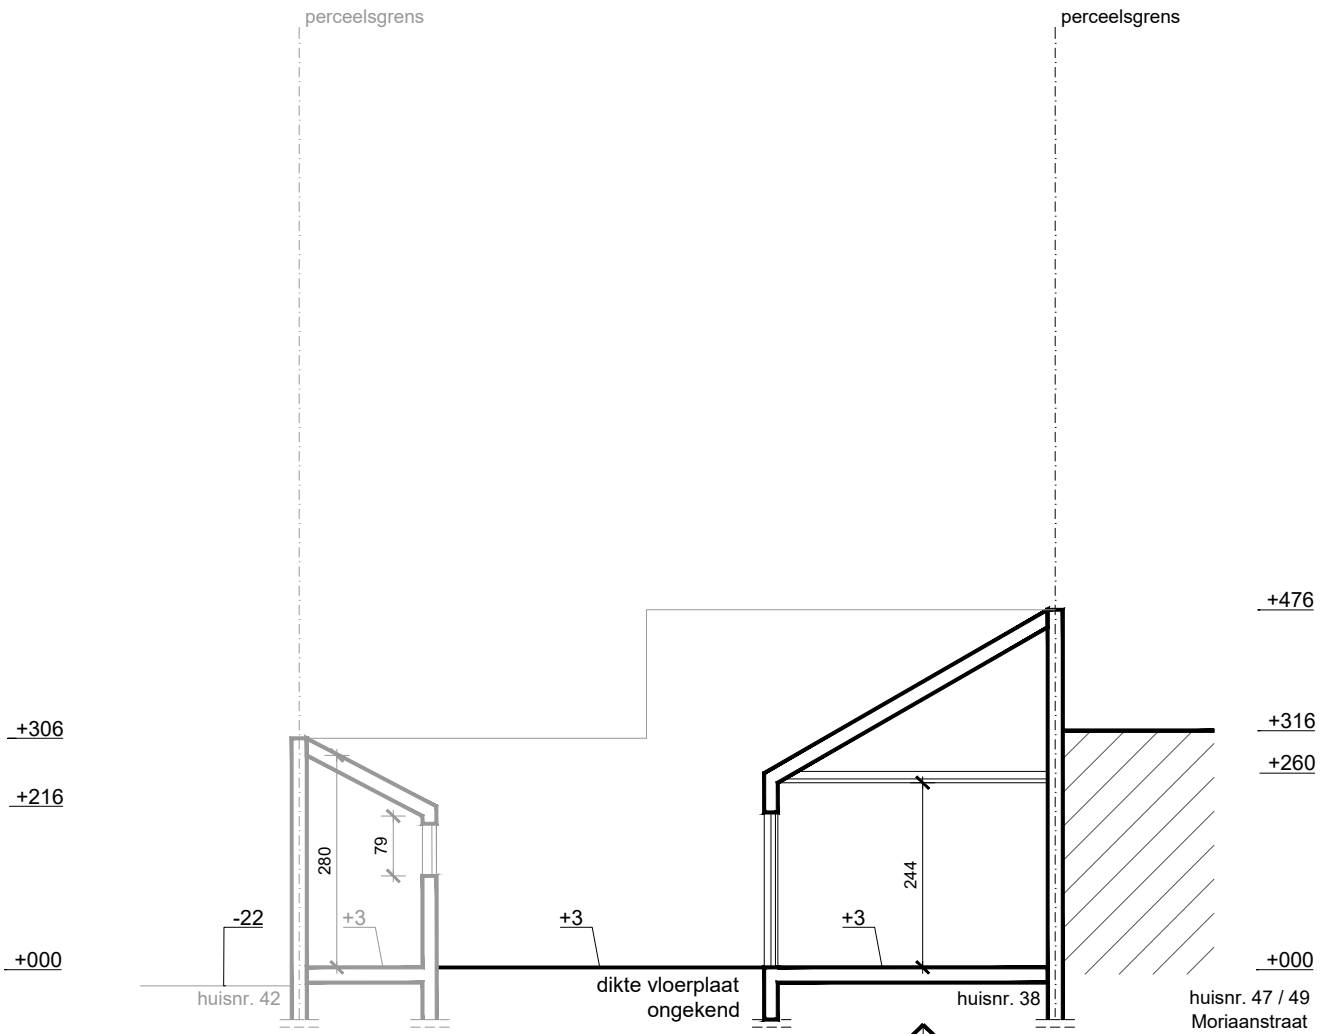 perceelsgrens
perceelsgrens
+476
+306
+316
+260
+216
79
280
244
-22
+3
+3
+3
+000
+000
dikte vloerplaat
ongekend
huisnr. 42
huisnr. 38
huisnr. 47 / 49
Moriaanstraat